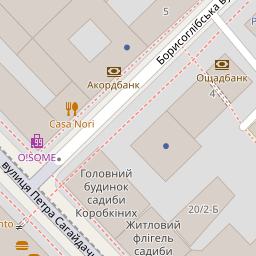 5
Борисоглібська в
Акордбанк
Ощадбанк
4
Casa Nori
O!SOME
Головний
будинок
садиби
Коробкіних
вулиця Петра Сагайдач
20/2-Б
Житловий
флігель
садиби